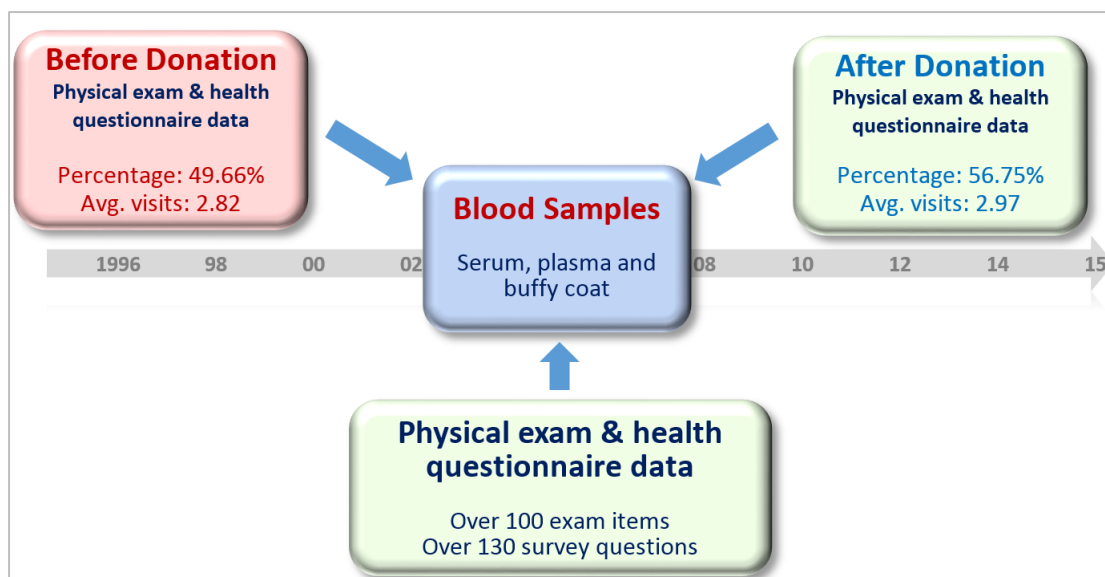 Before Donation
Physical exam & health
questionnaire data
Percentage: 49.66%
Avg. visits: 2.82
After Donation
Physical exam & health
questionnaire data
Percentage: 56.75%
Avg. visits: 2.97
Blood Samples
Serum, plasma and
buffy coat
1996 98 00 02 08 10 12 14 15
Physical exam & health
questionnaire data
Over 100 exam items
Over 130 survey questions